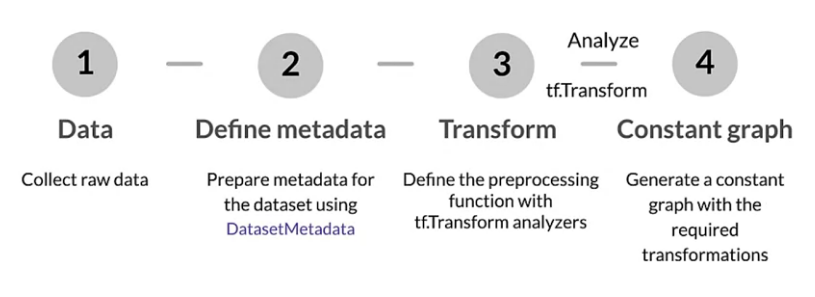 1
2
3
Analyze
tf.Transform
4
Data
Define metadata
Transform
Constant graph
Collect raw data
Prepare metadata for
the dataset using
DatasetMetadata
Define the preprocessing
function with
tf.Transform analyzers
Generate a constant
graph with the
required
transformations